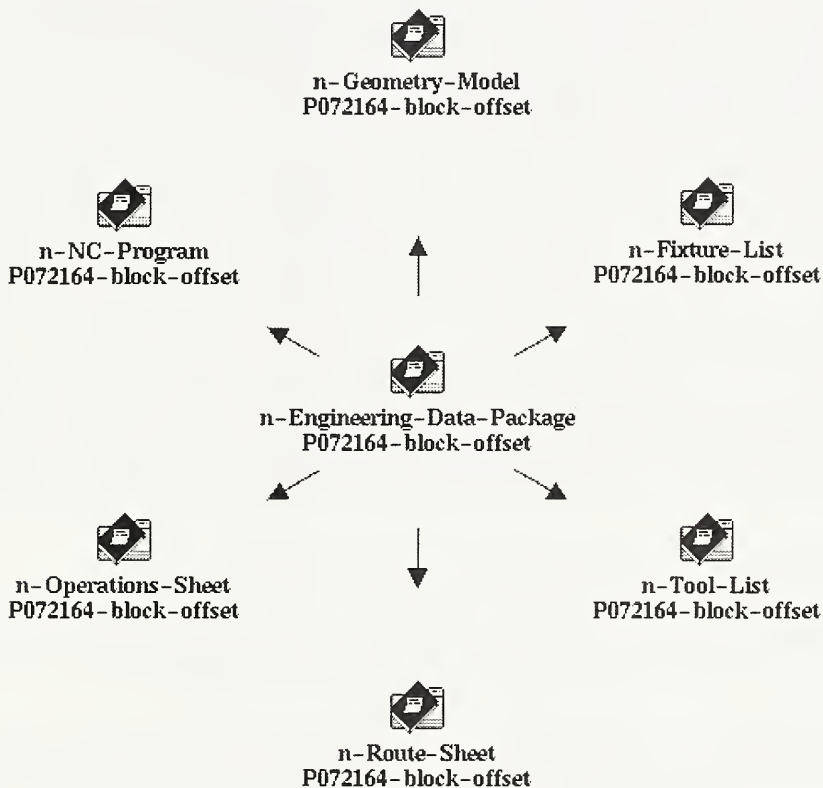 n-Geometry-Model
P072164-block-offset
n-NC-Program
P072164-block-offset
n-Fixture-List
P072164-block-offset
n-Engineering-Data-Package
P072164-block-offset
n-Operations-Sheet
P072164-block-offset
n-Tool-List
P072164-block-offset
n-Route-Sheet
P072164-block-offset